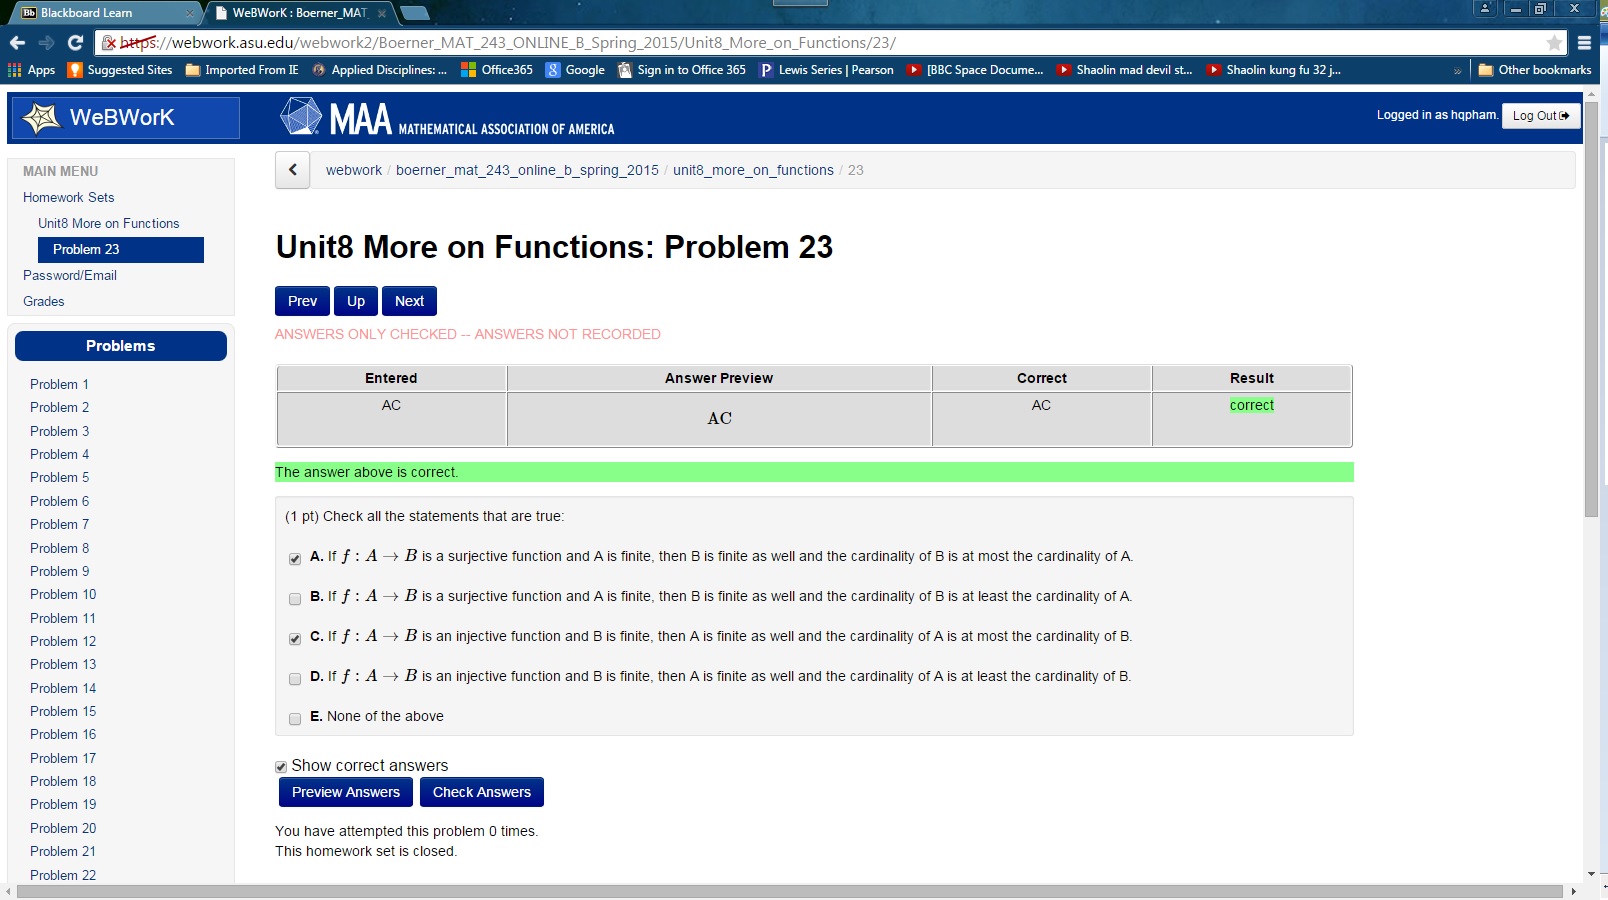 Blackboard Learn
WeBWorK : Boerner_MAT_
https://webwork.asu.edu/webwork2/Boerner_MAT_243_ONLINE_B_Spring_2015/Unit8_More_on_Functions/23/
Apps Suggested Sites Imported From IE Applied Disciplines: ... Office365 Google Sign in to Office 365 Lewis Series | Pearson [BBC Space Docume... Shaolin mad devil st... Shaolin kung fu 32 j... » Other bookmarks
WeBWorK
MAA MATHEMATICAL ASSOCIATION OF AMERICA
Logged in as hqpham. Log Out
MAIN MENU
Homework Sets
Unit8 More on Functions
Problem 23
Password/Email
Grades
Problems
Problem 1
Problem 2
Problem 3
Problem 4
Problem 5
Problem 6
Problem 7
Problem 8
Problem 9
Problem 10
Problem 11
Problem 12
Problem 13
Problem 14
Problem 15
Problem 16
Problem 17
Problem 18
Problem 19
Problem 20
Problem 21
Problem 22
webwork / boerner_mat_243_online_b_spring_2015 / unit8_more_on_functions / 23
Unit8 More on Functions: Problem 23
Prev Up Next
ANSWERS ONLY CHECKED -- ANSWERS NOT RECORDED
Entered Answer Preview Correct Result
AC AC AC correct
The answer above is correct.
(1 pt) Check all the statements that are true:
A. If f : A → B is a surjective function and A is finite, then B is finite as well and the cardinality of B is at most the cardinality of A.
B. If f : A → B is a surjective function and A is finite, then B is finite as well and the cardinality of B is at least the cardinality of A.
C. If f : A → B is an injective function and B is finite, then A is finite as well and the cardinality of A is at most the cardinality of B.
D. If f : A → B is an injective function and B is finite, then A is finite as well and the cardinality of A is at least the cardinality of B.
E. None of the above
Show correct answers
Preview Answers Check Answers
You have attempted this problem 0 times.
This homework set is closed.